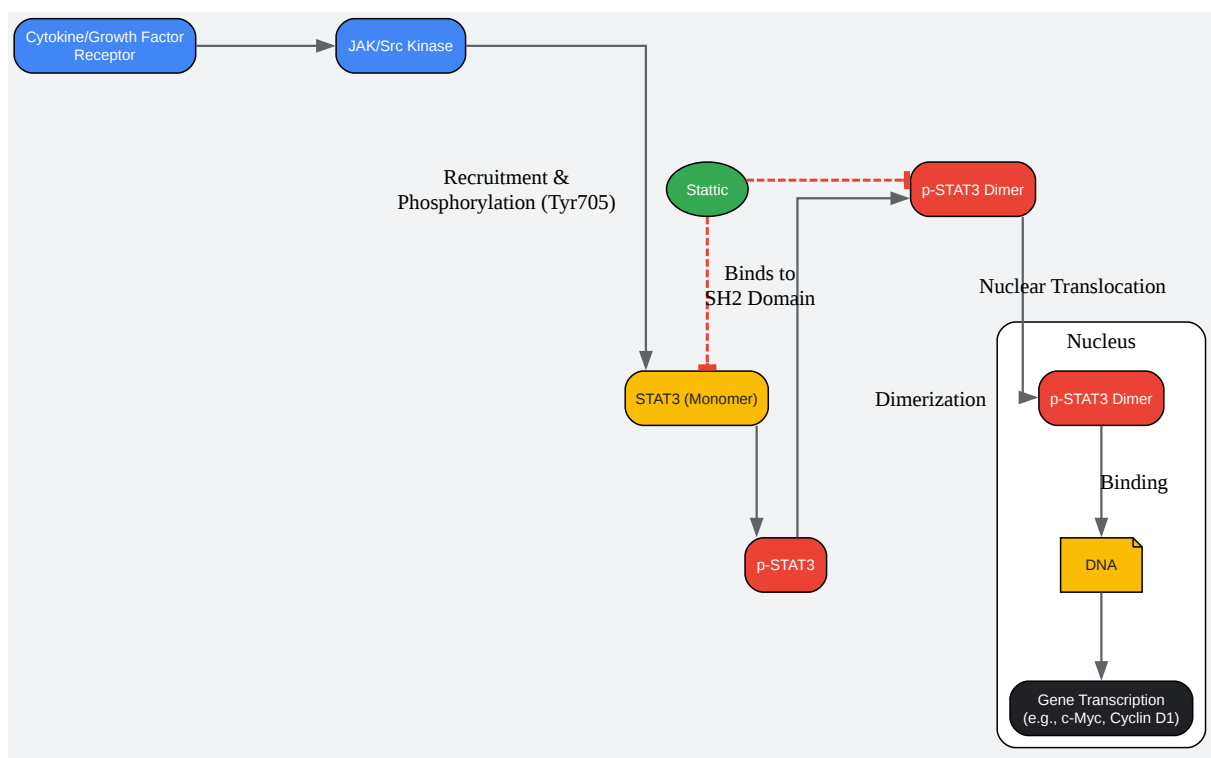 Cytokine/Growth Factor
Receptor
JAK/Src Kinase
Recruitment &
Phosphorylation (Tyr705)
Stattic
p-STAT3 Dimer
Binds to
SH2 Domain
Nuclear Translocation
Nucleus
STAT3 (Monomer)
Dimerization
p-STAT3 Dimer
Binding
p-STAT3
DNA
Gene Transcription
(e.g., c-Myc, Cyclin D1)